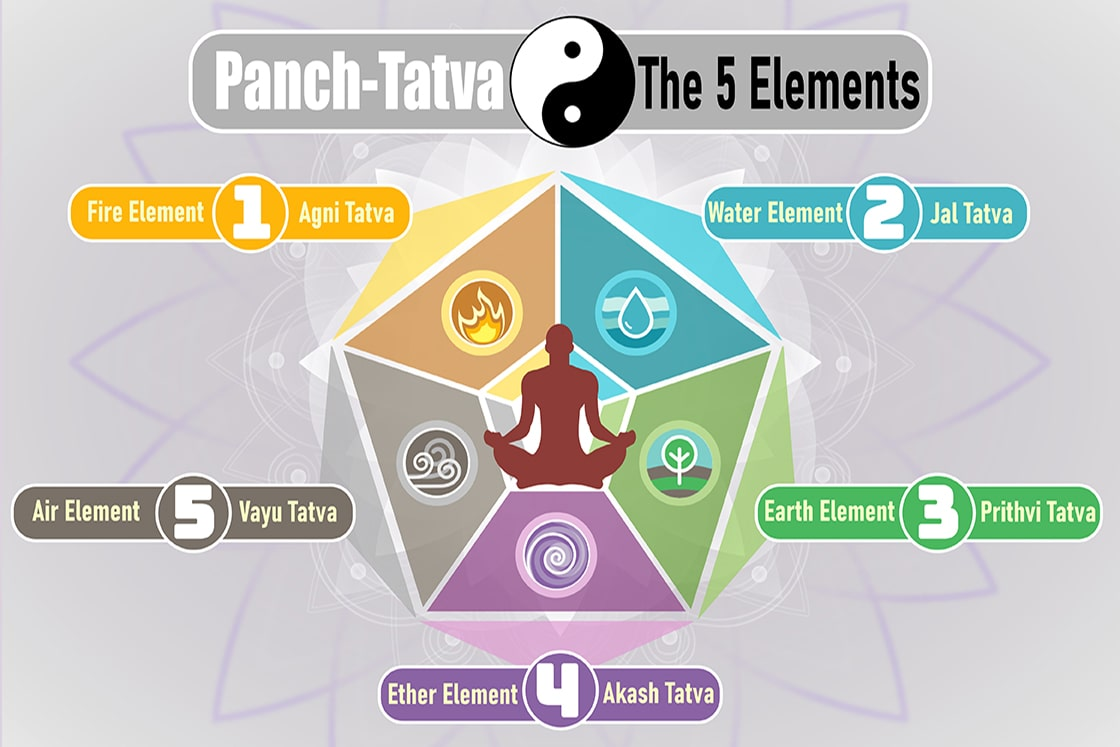 Panch-Tatva The 5 Elements
Fire Element 1 Agni Tatva
Water Element 2 Jal Tatva
Air Element 5 Vayu Tatva
Earth Element 3 Prithvi Tatva
Ether Element 4 Akash Tatva